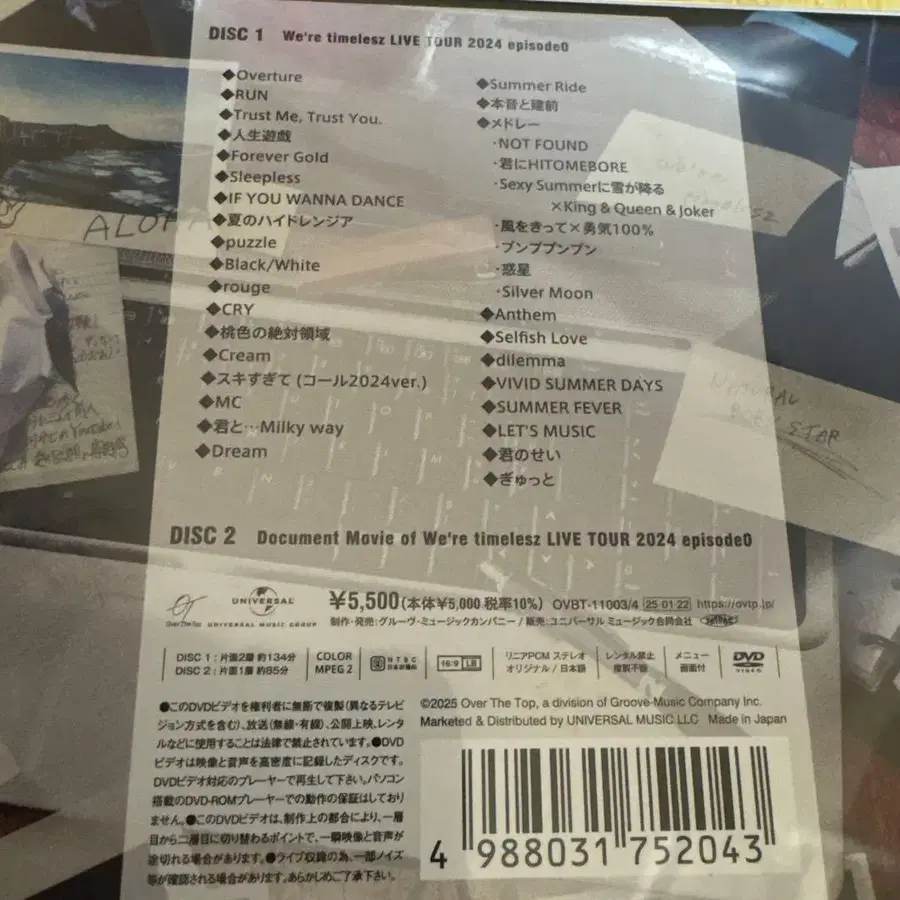 DISC 1 We're timelesz LIVE TOUR 2024 episode0
◆Overture
◆RUN
◆Trust Me, Trust You.
◆人生遊戯
◆Forever Gold
◆Sleepless
◆IF YOU WANNA DANCE
◆夏のハイドレンジア
◆puzzle
◆Black/White
◆rouge
◆CRY
◆桃色の絶対領域
◆Cream
◆スキすぎて (コール2024ver.)
◆MC
◆君と…Milky way
◆Dream
◆Summer Ride
◆本音と建前
◆メドレー
・NOT FOUND
・君にHITOMEBORE
・Sexy Summerに雪が降る
×King & Queen & Joker
・風をきって×勇気100%
・ブンブブンブン
・惑星
・Silver Moon
◆Anthem
◆Selfish Love
◆dilemma
◆VIVID SUMMER DAYS
◆SUMMER FEVER
◆LET'S MUSIC
◆君のせい
◆ぎゅっと
ALOHA
NATURAL
STAR
DISC 2 Document Movie of We're timelesz LIVE TOUR 2024 episode0
Over The Top
UNIVERSAL
UNIVERSAL MUSIC GROUP
¥5,500(本体¥5,000 税率10%) OVBT-11003/4 25・01・22 https://ovtp.jp/
制作・発売：グルーヴ・ミュージックカンパニー / 販売：ユニバーサル ミュージック合同会社
DISC 1：片面2層 約134分
DISC 2：片面1層 約85分
COLOR
MPEG 2
NTSC
日本市場向
16:9 LB
リニアPCM ステレオ
オリジナル / 日本語
レンタル禁止
複製不能
メニュー
画面付
DVD
VIDEO
●このDVDビデオを権利者に無断で複製(異なるテレビ
ジョン方式を含む)、放送(無線・有線)、公開上映、レンタ
ルなどに使用することは法律で禁止されています。●DVD
ビデオは映像と音声を高密度に記録したディスクです。
DVDビデオ対応のプレーヤーで再生して下さい。パソコン
搭載のDVD-ROMプレーヤーでの動作の保証はしており
ません。●このDVDビデオは、制作上の都合により、一層
目から二層目に切り替わるポイントで、一瞬映像と音声が
途切れる場合があります。●ライブ収録の為、一部ノイズ
等が確認される場合があります。あらかじめご了承下さい。
©2025 Over The Top, a division of Groove-Music Company Inc.
Marketed & Distributed by UNIVERSAL MUSIC LLC Made in Japan
4 988031 752043